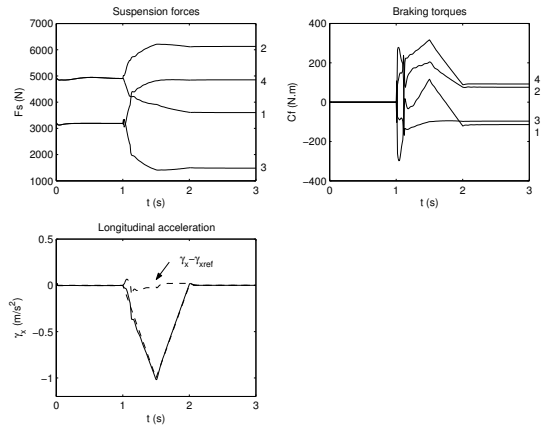 Suspension forces
7000
6000
5000
4000
3000
2000
1000
Fs (N)
0 1 2 3
t (s)
2
4
1
3
Braking torques
400
200
0
−200
−400
Cf (N.m)
0 1 2 3
t (s)
4
2
3
1
Longitudinal acceleration
0.5
0
−0.5
−1
γx (m/s²)
γx−γxref
0 1 2 3
t (s)